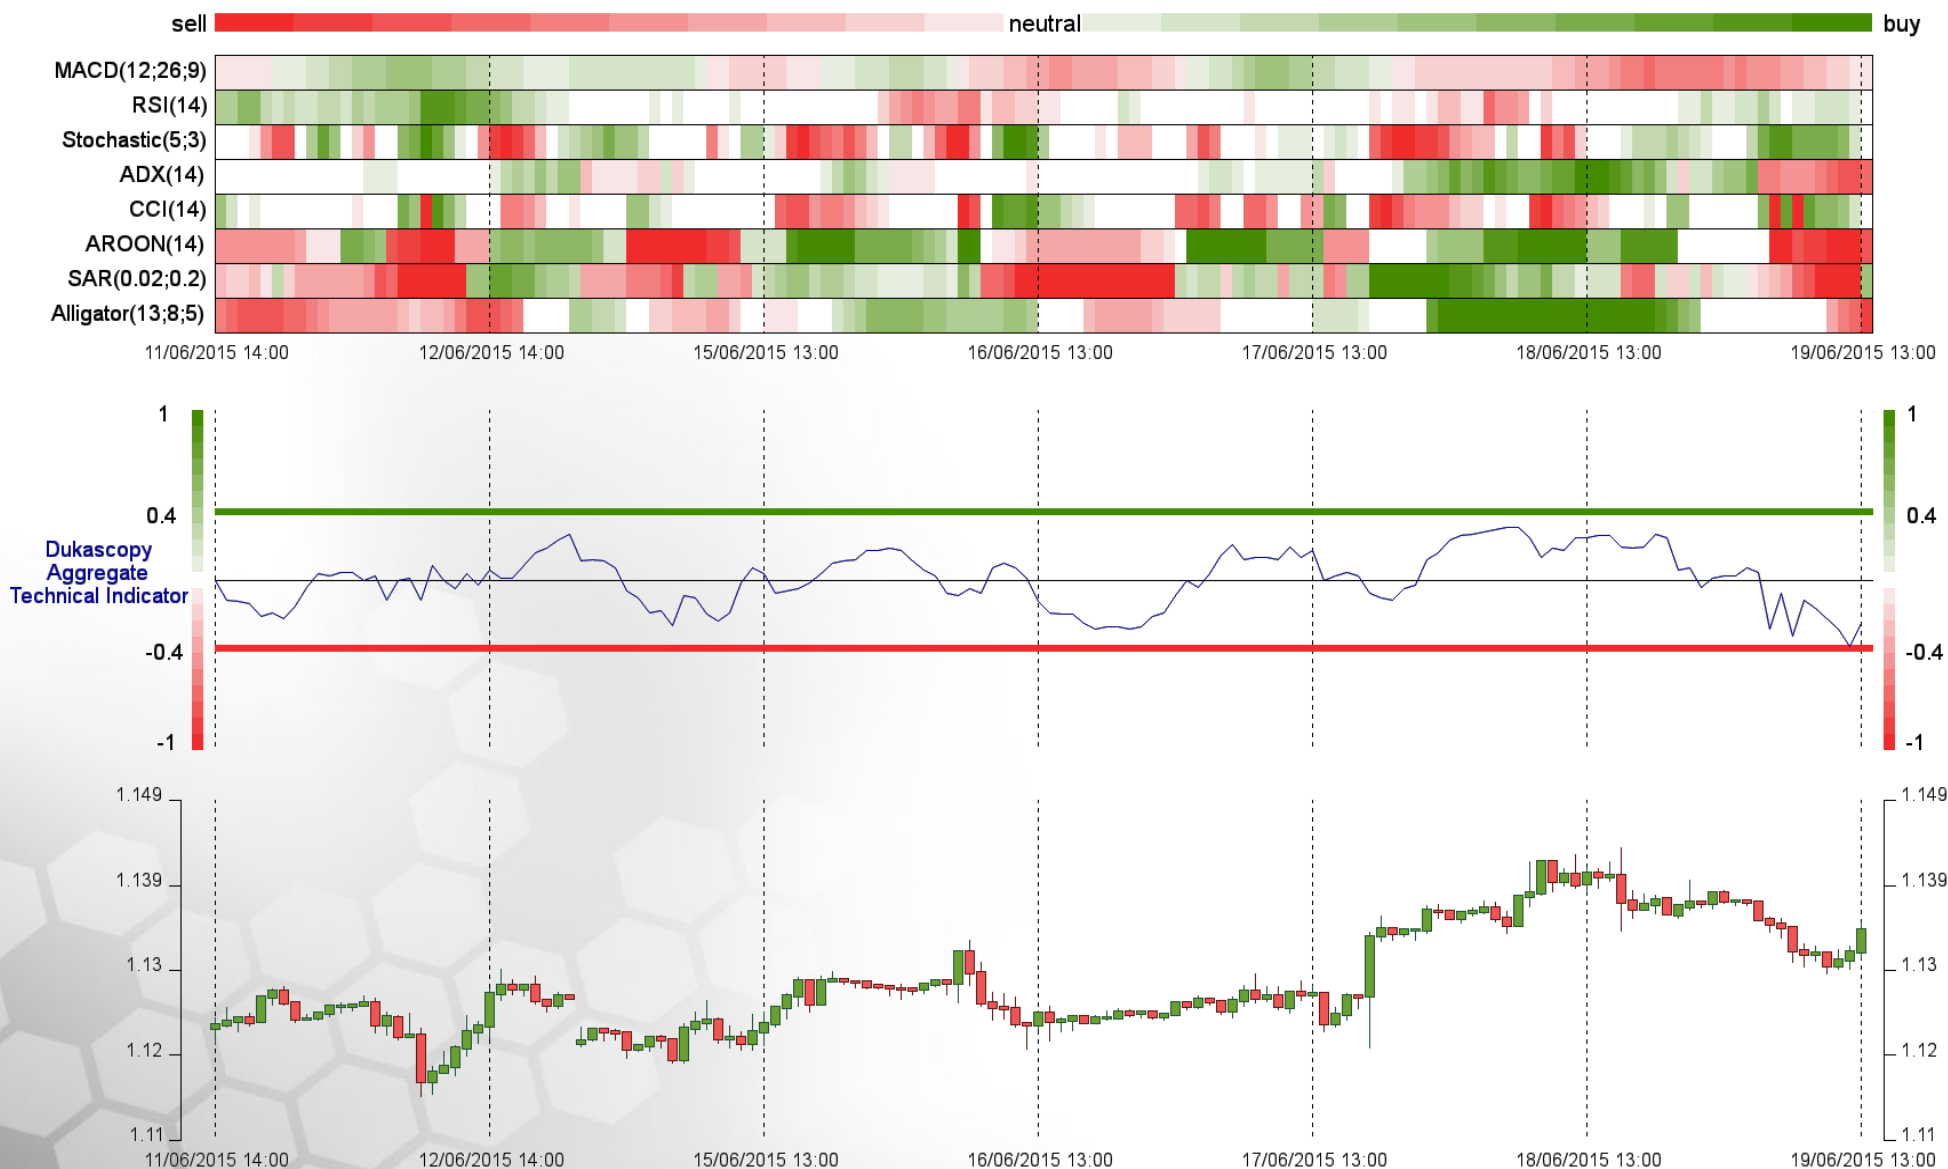 sell neutral buy
MACD(12;26;9)
RSI(14)
Stochastic(5;3)
ADX(14)
CCI(14)
AROON(14)
SAR(0.02;0.2)
Alligator(13;8;5)
11/06/2015 14:00 12/06/2015 14:00 15/06/2015 13:00 16/06/2015 13:00 17/06/2015 13:00 18/06/2015 13:00 19/06/2015 13:00
1 1
0.4 0.4
Dukascopy
Aggregate
Technical Indicator
-0.4 -0.4
-1 -1
1.149 1.149
1.139 1.139
1.13 1.13
1.12 1.12
1.11 1.11
11/06/2015 14:00 12/06/2015 14:00 15/06/2015 13:00 16/06/2015 13:00 17/06/2015 13:00 18/06/2015 13:00 19/06/2015 13:00